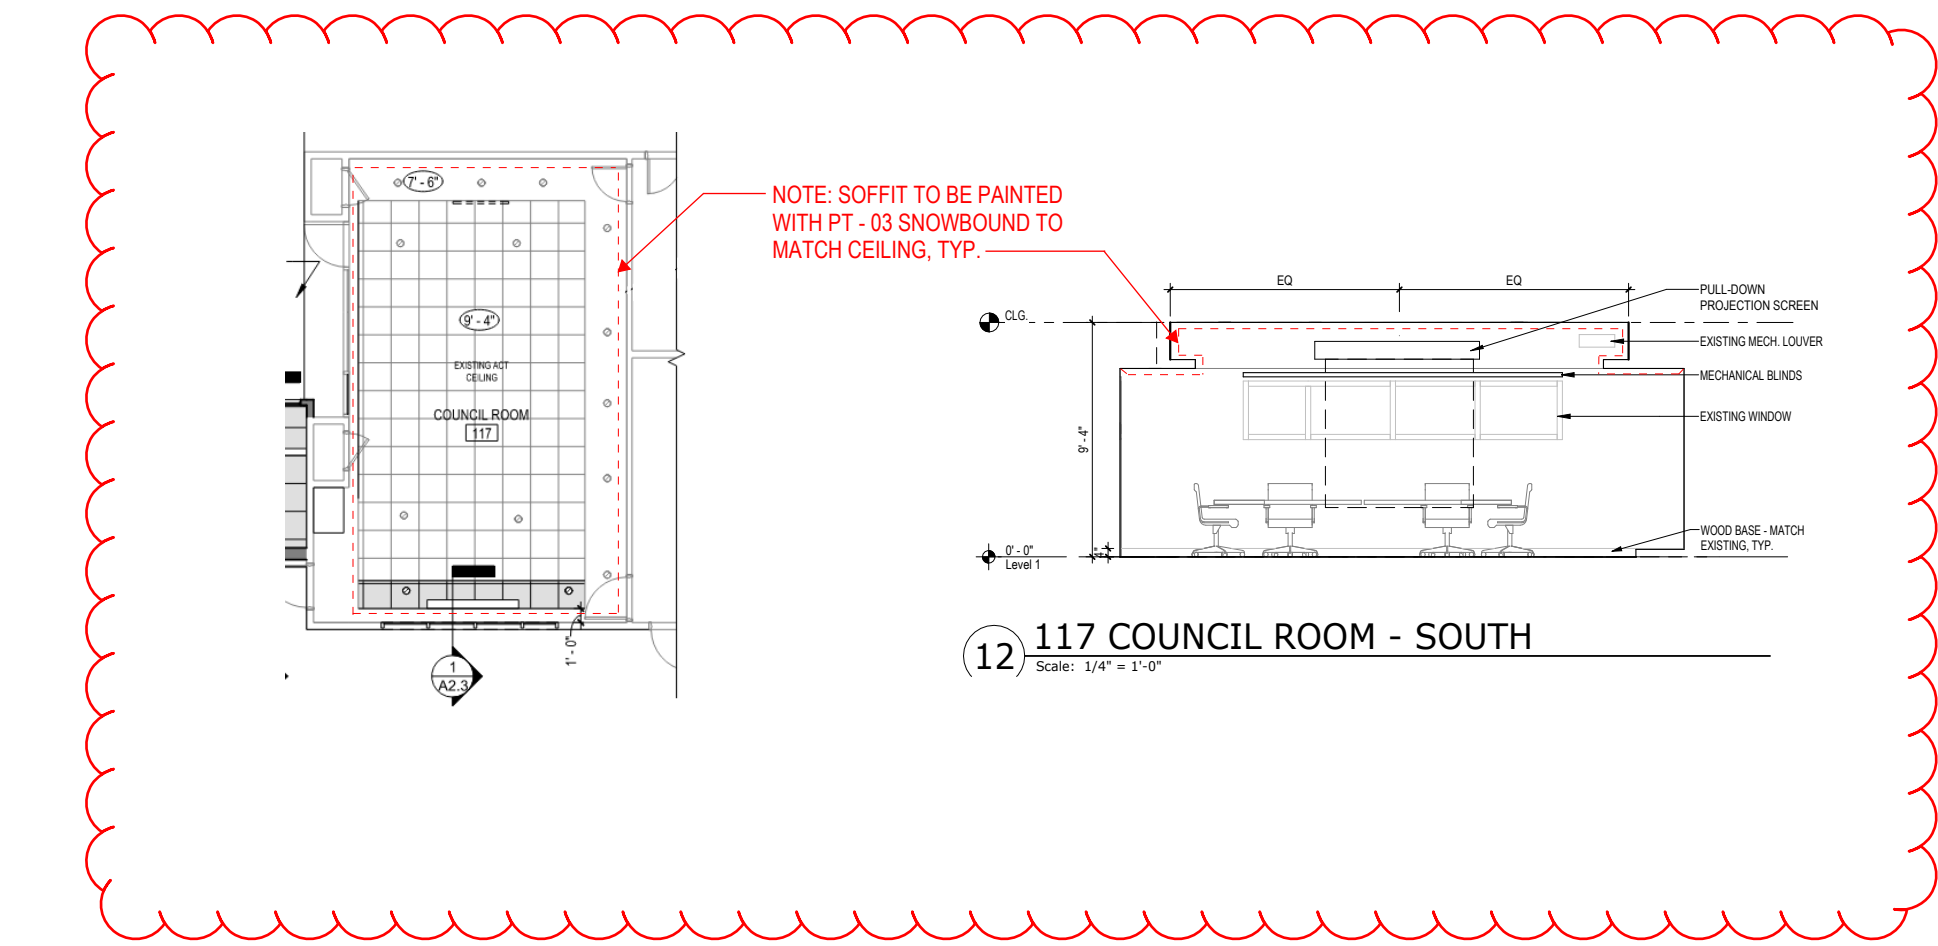 7' - 6"
9' - 4"
EXISTING ACT
CEILING
COUNCIL ROOM
117
1' - 0"
1
A2.3
NOTE: SOFFIT TO BE PAINTED
WITH PT - 03 SNOWBOUND TO
MATCH CEILING, TYP.
EQ
EQ
CLG.
PULL-DOWN
PROJECTION SCREEN
EXISTING MECH. LOUVER
MECHANICAL BLINDS
EXISTING WINDOW
9' - 4"
WOOD BASE - MATCH
EXISTING, TYP.
4"
0' - 0"
Level 1
12
117 COUNCIL ROOM - SOUTH
Scale: 1/4" = 1'-0"